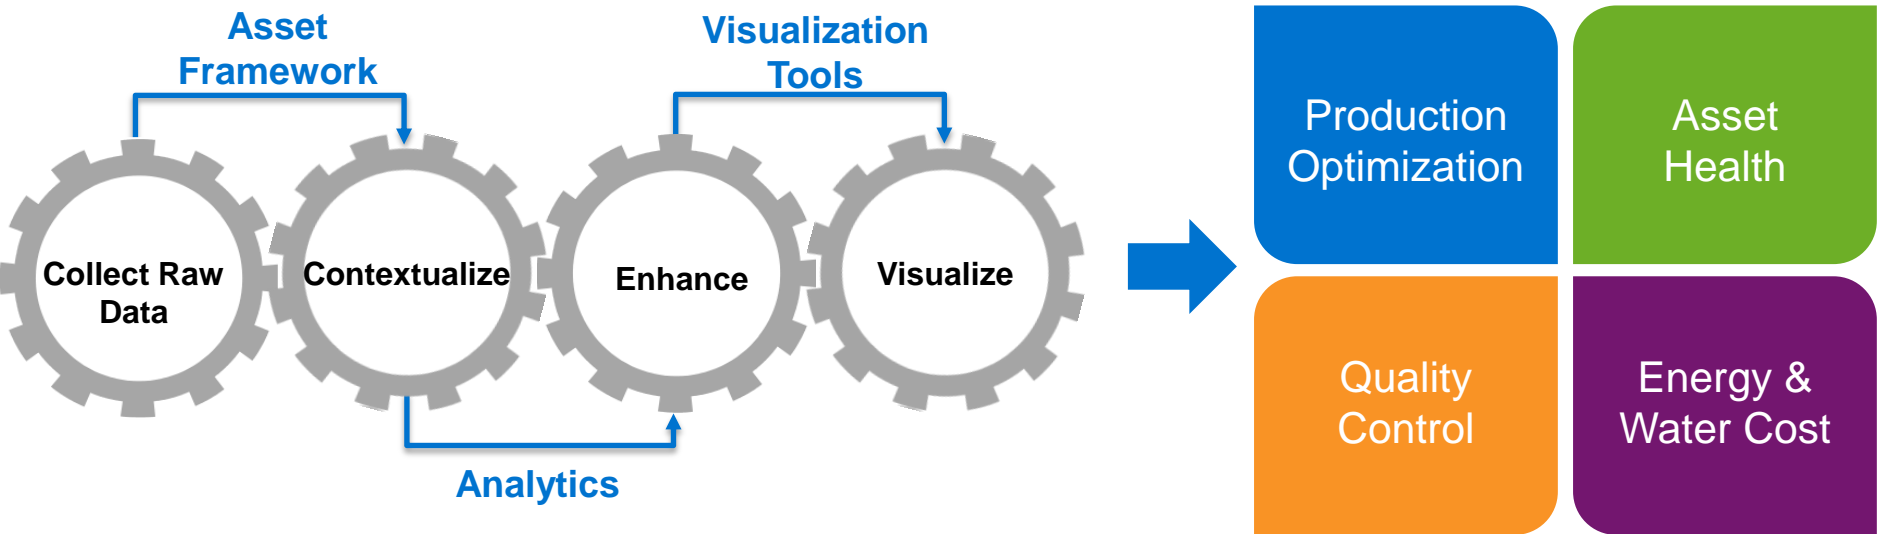 Asset
Framework
Visualization
Tools
Collect Raw
Data
Contextualize
Enhance
Visualize
Analytics
Production
Optimization
Asset
Health
Quality
Control
Energy &
Water Cost